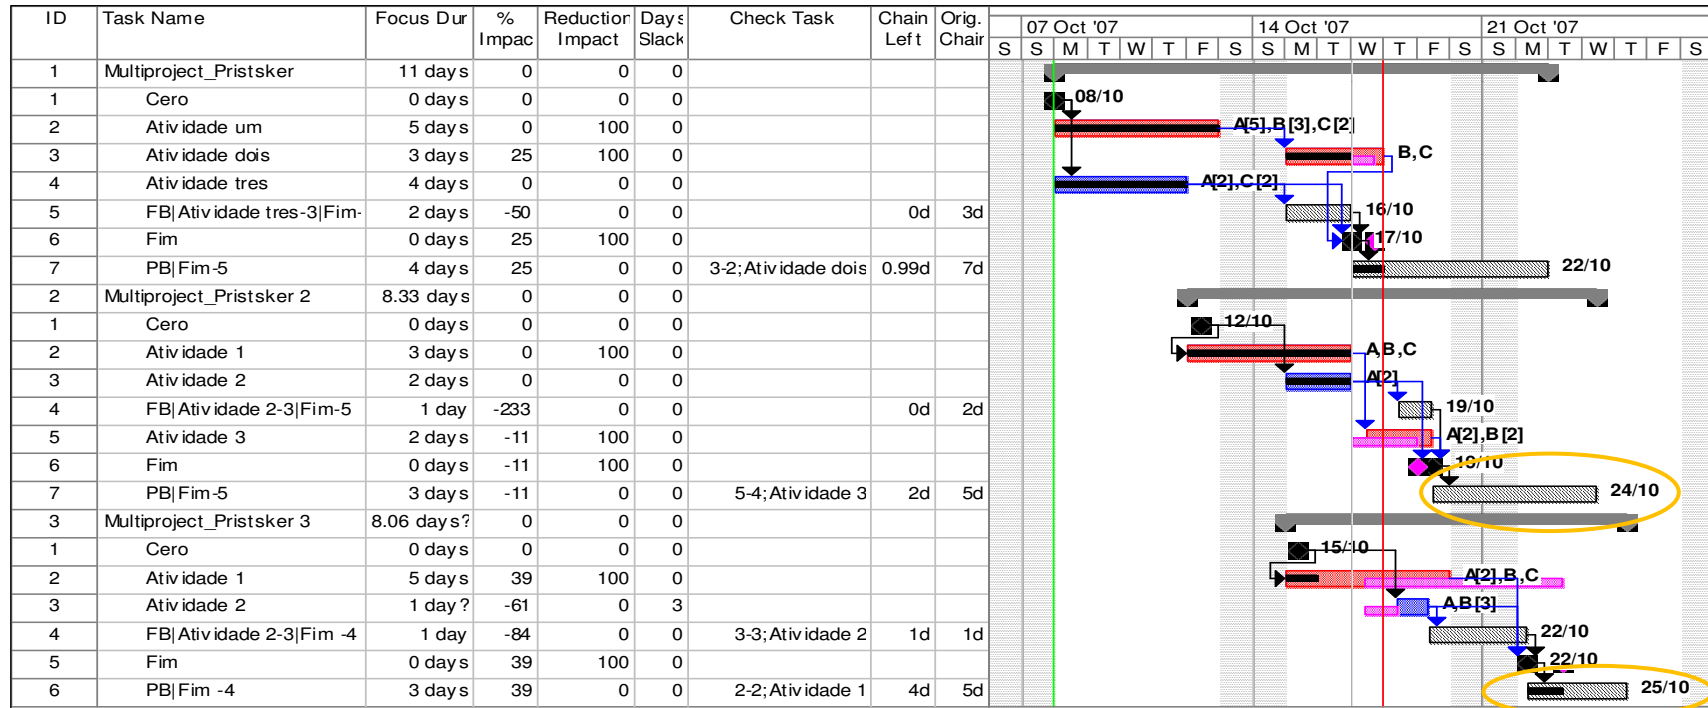 ID Task Name Focus Dur % Impac Reduction Impact Days Slack Check Task Chain Left Orig. Chain
07 Oct '07 14 Oct '07 21 Oct '07
S S M T W T F S S M T W T F S S M T W T F S
1 Multiproject_Pristsker 11 days 0 0 0
1 Cero 0 days 0 0 0 08/10
2 Atividade um 5 days 0 100 0 A[5],B[3],C[2]
3 Atividade dois 3 days 25 100 0 B,C
4 Atividade tres 4 days 0 0 0 A[2],C[2]
5 FB|Atividade tres-3|Fim- 2 days -50 0 0 0d 3d 16/10
6 Fim 0 days 25 100 0 17/10
7 PB|Fim-5 4 days 25 0 0 3-2;Atividade dois 0.99d 7d 22/10
2 Multiproject_Pristsker 2 8.33 days 0 0 0
1 Cero 0 days 0 0 0 12/10
2 Atividade 1 3 days 0 100 0 A,B,C
3 Atividade 2 2 days 0 100 0 A[2]
4 FB|Atividade 2-3|Fim-5 1 day -233 0 0 0d 2d 19/10
5 Atividade 3 2 days -11 100 0 A[2],B[2]
6 Fim 0 days -11 100 0 19/10
7 PB|Fim-5 3 days -11 0 0 5-4;Atividade 3 2d 5d 24/10
3 Multiproject_Pristsker 3 8.06 days? 0 0 0
1 Cero 0 days 0 0 0 15/10
2 Atividade 1 5 days 39 100 0 A[2],B,C
3 Atividade 2 1 day? -61 0 3 A,B[3]
4 FB|Atividade 2-3|Fim -4 1 day -84 0 0 3-3;Atividade 2 1d 1d 22/10
5 Fim 0 days 39 100 0 22/10
6 PB|Fim -4 3 days 39 0 0 2-2;Atividade 1 4d 5d 25/10